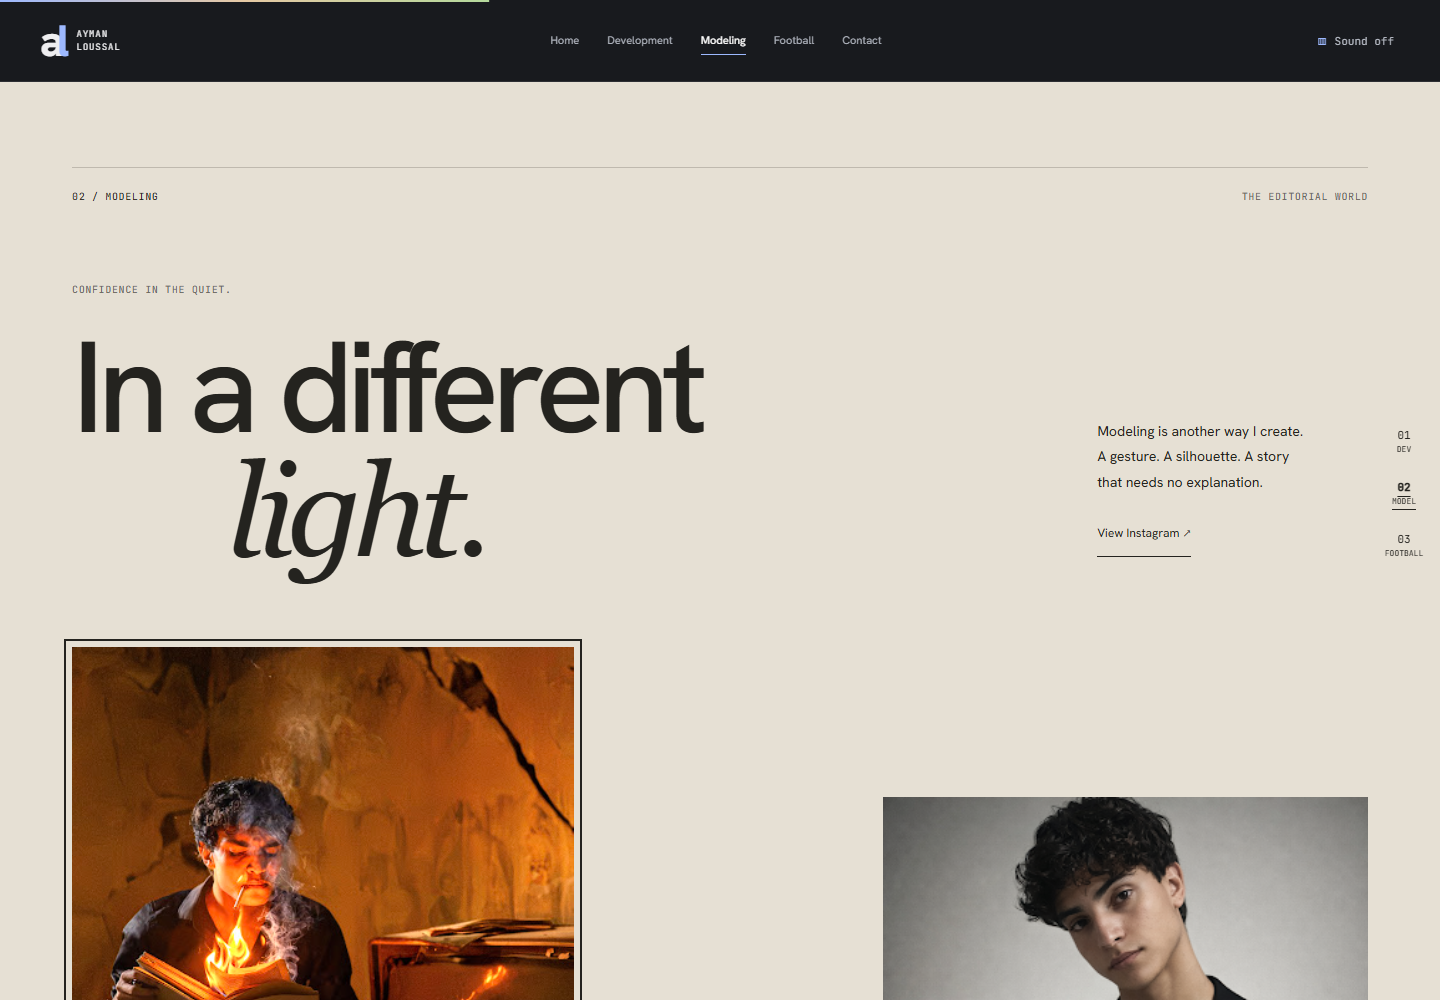 al
AYMAN
LOUSSAL
Home
Development
Modeling
Football
Contact
Sound off
02 / MODELING
THE EDITORIAL WORLD
CONFIDENCE IN THE QUIET.
In a different
light.
Modeling is another way I create.
A gesture. A silhouette. A story
that needs no explanation.
View Instagram ↗
01
DEV
02
MODEL
03
FOOTBALL